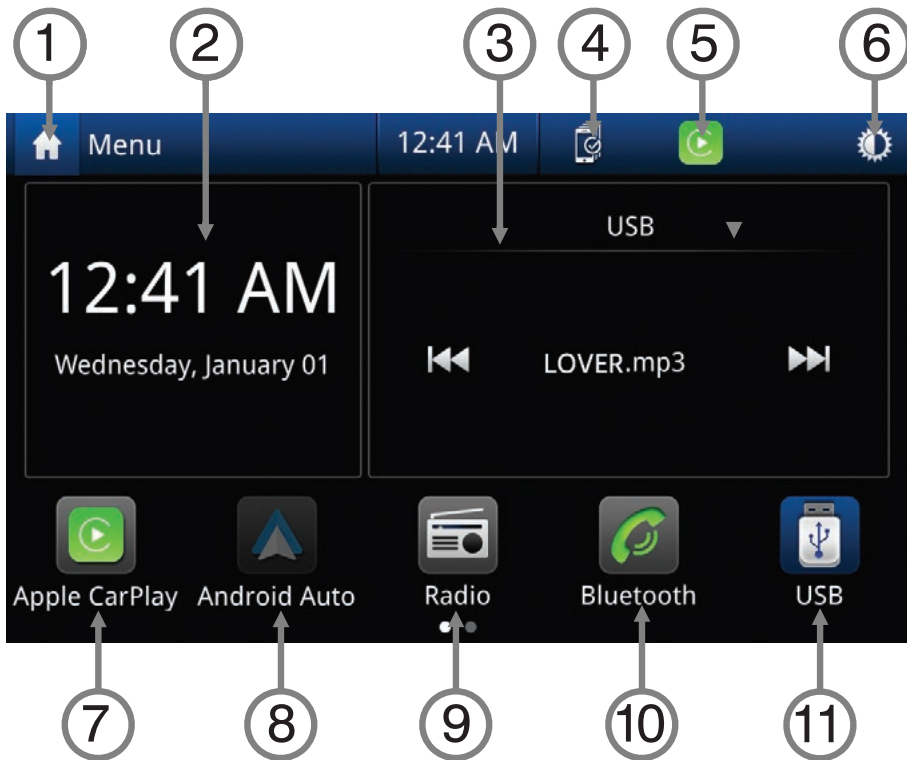 1 2 3 4 5 6
Menu 12:41 AM
USB
12:41 AM
Wednesday, January 01
LOVER.mp3
Apple CarPlay Android Auto Radio Bluetooth USB
7 8 9 10 11